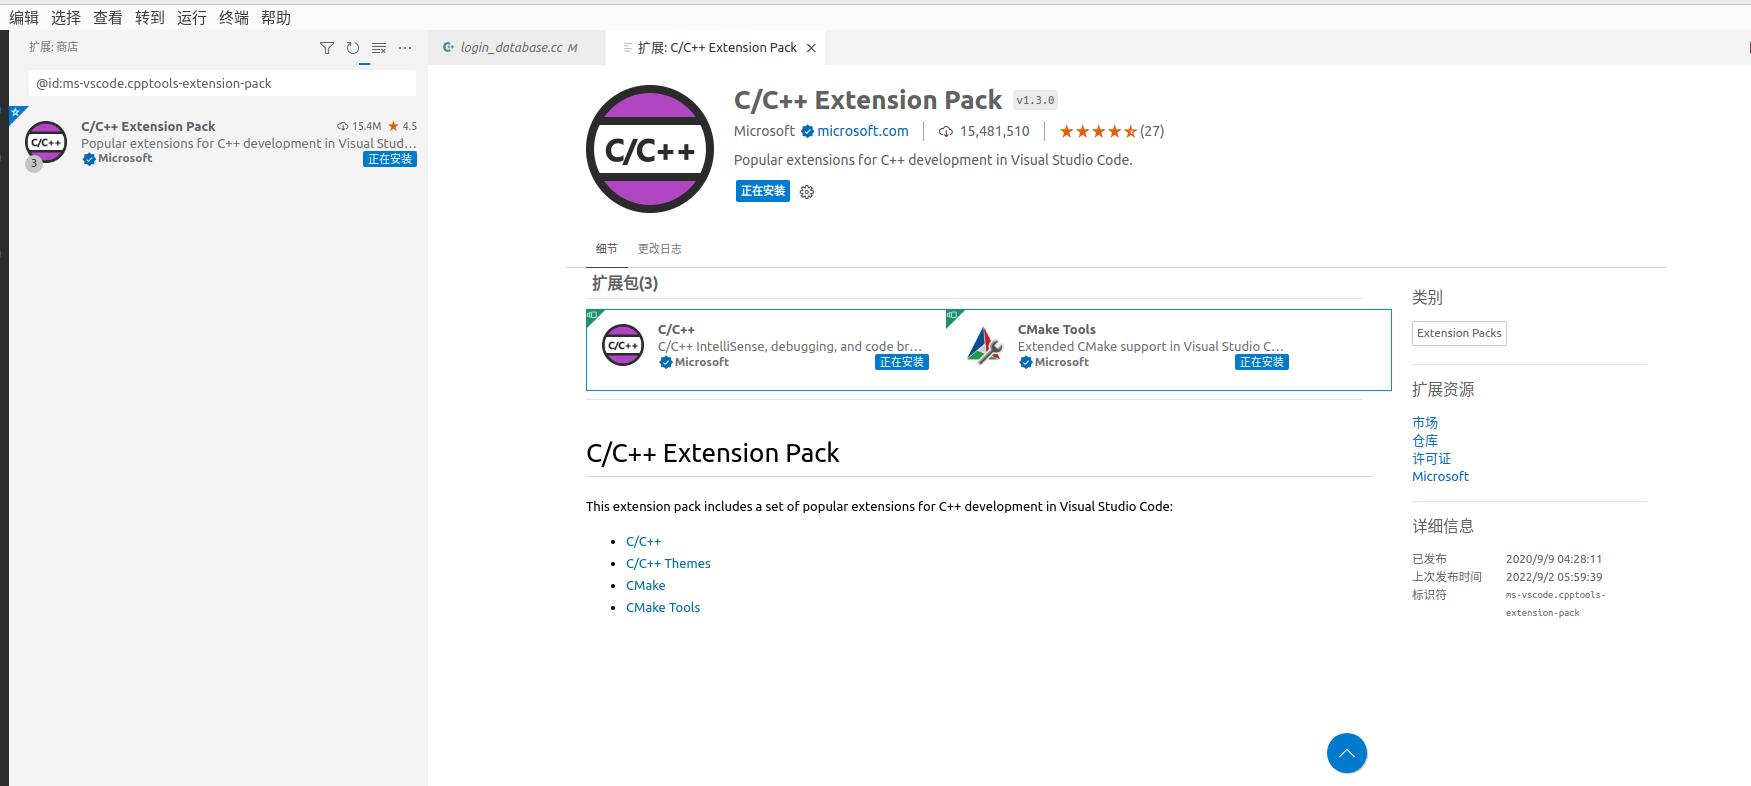 编辑 选择 查看 转到 运行 终端 帮助
扩展: 商店
@id:ms-vscode.cpptools-extension-pack
C/C++
3
C/C++ Extension Pack 15.4M 4.5
Popular extensions for C++ development in Visual Stud...
Microsoft 正在安装
login_database.cc M
扩展: C/C++ Extension Pack
C/C++
C/C++ Extension Pack v1.3.0
Microsoft microsoft.com 15,481,510 (27)
Popular extensions for C++ development in Visual Studio Code.
正在安装
细节 更改日志
扩展包(3)
C/C++
C/C++
C/C++ IntelliSense, debugging, and code br...
Microsoft 正在安装
CMake Tools
Extended CMake support in Visual Studio C...
Microsoft 正在安装
C/C++ Extension Pack
This extension pack includes a set of popular extensions for C++ development in Visual Studio Code:
C/C++
C/C++ Themes
CMake
CMake Tools
类别
Extension Packs
扩展资源
市场
仓库
许可证
Microsoft
详细信息
已发布 2020/9/9 04:28:11
上次发布时间 2022/9/2 05:59:39
标识符 ms-vscode.cpptools-
extension-pack